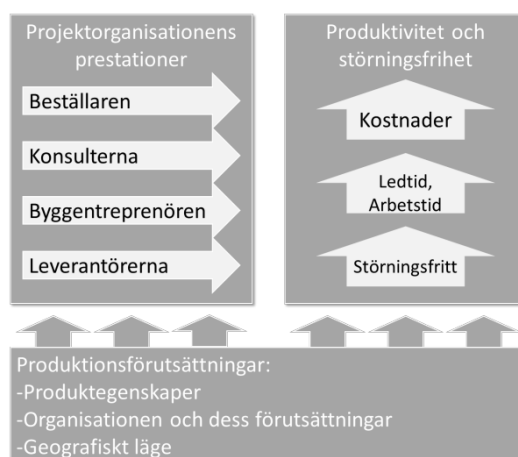 Projektorganisationens
prestationer
Beställaren
Konsulterna
Byggentreprenören
Leverantörerna
Produktivitet och
störningsfrihet
Kostnader
Ledtid,
Arbetstid
Störningsfritt
Produktionsförutsättningar:
-Produktegenskaper
-Organisationen och dess förutsättningar
-Geografiskt läge